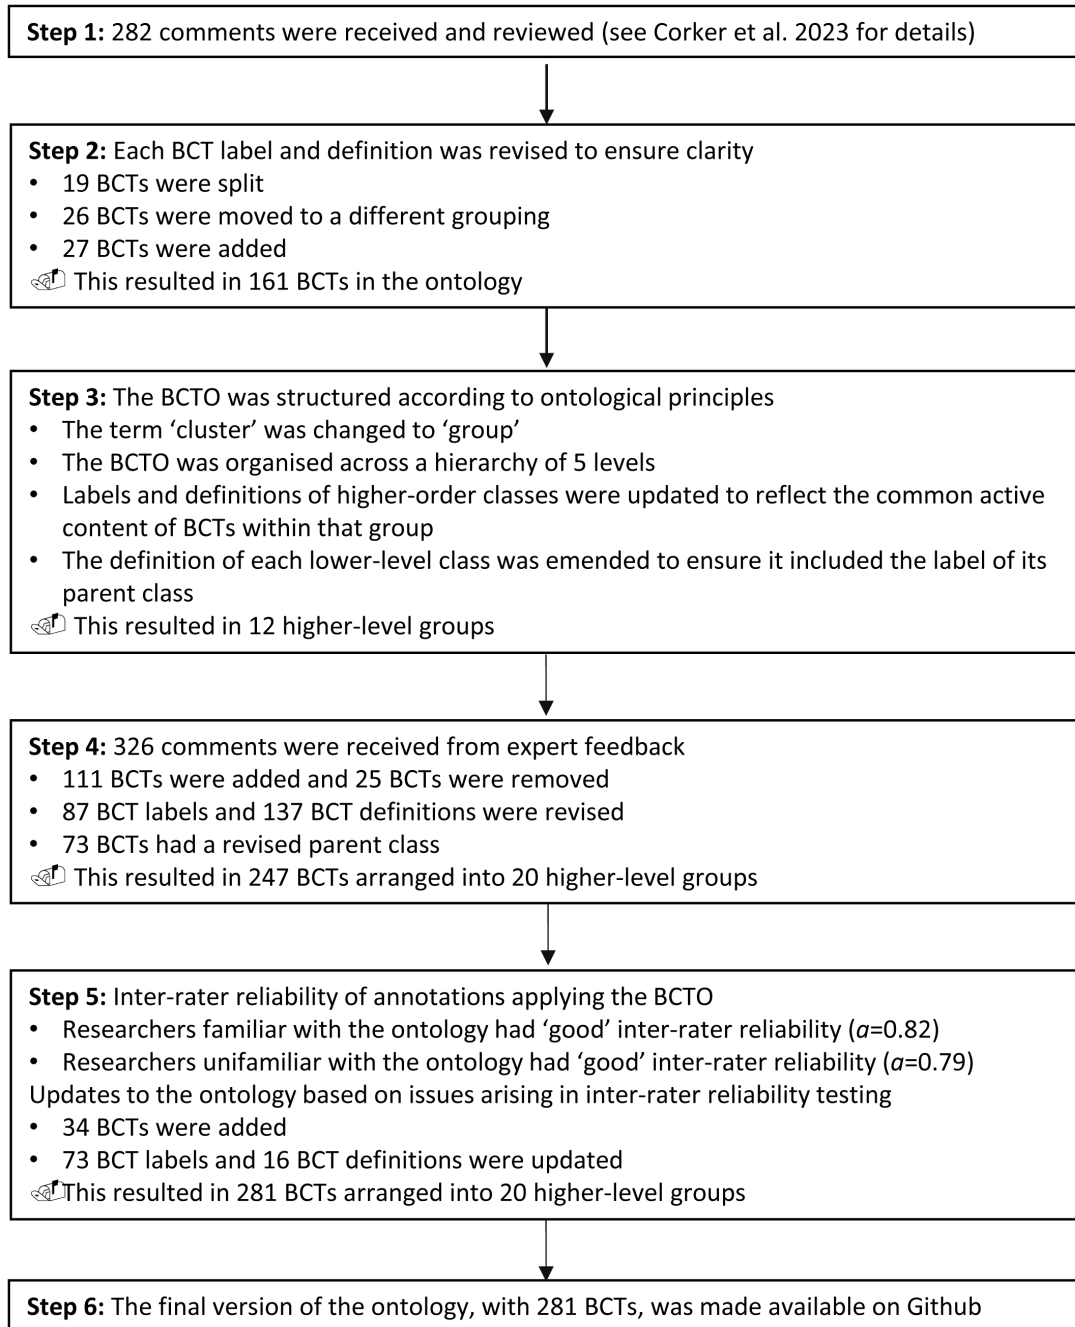 Step 1: 282 comments were received and reviewed (see Corker et al. 2023 for details)
Step 2: Each BCT label and definition was revised to ensure clarity
• 19 BCTs were split
• 26 BCTs were moved to a different grouping
• 27 BCTs were added
This resulted in 161 BCTs in the ontology
Step 3: The BCTO was structured according to ontological principles
• The term ‘cluster’ was changed to ‘group’
• The BCTO was organised across a hierarchy of 5 levels
• Labels and definitions of higher-order classes were updated to reflect the common active
content of BCTs within that group
• The definition of each lower-level class was emended to ensure it included the label of its
parent class
This resulted in 12 higher-level groups
Step 4: 326 comments were received from expert feedback
• 111 BCTs were added and 25 BCTs were removed
• 87 BCT labels and 137 BCT definitions were revised
• 73 BCTs had a revised parent class
This resulted in 247 BCTs arranged into 20 higher-level groups
Step 5: Inter-rater reliability of annotations applying the BCTO
• Researchers familiar with the ontology had ‘good’ inter-rater reliability (a=0.82)
• Researchers unfamiliar with the ontology had ‘good’ inter-rater reliability (a=0.79)
Updates to the ontology based on issues arising in inter-rater reliability testing
• 34 BCTs were added
• 73 BCT labels and 16 BCT definitions were updated
This resulted in 281 BCTs arranged into 20 higher-level groups
Step 6: The final version of the ontology, with 281 BCTs, was made available on Github